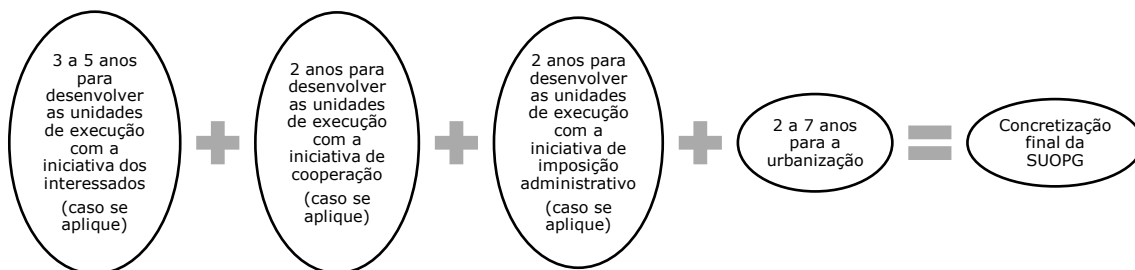 3 a 5 anos
para
desenvolver
as unidades
de execução
com a
iniciativa dos
interessados
(caso se
aplique)
2 anos para
desenvolver
as unidades
de execução
com a
iniciativa de
cooperação
(caso se
aplique)
2 anos para
desenvolver
as unidades
de execução
com a
iniciativa de
imposição
administrativo
(caso se
aplique)
2 a 7 anos
para a
urbanização
Concretização
final da
SUOPG